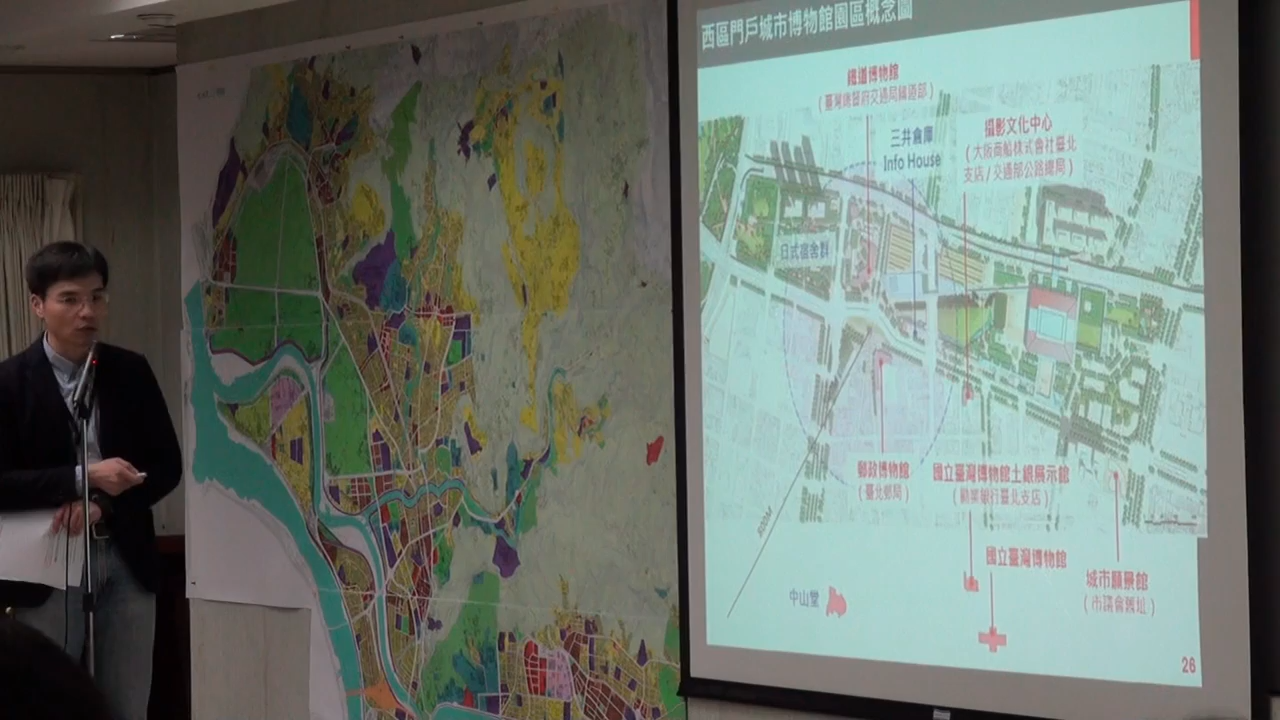 西區門戶城市博物館園區概念圖
鐵道博物館
(臺灣總督府交通局鐵道部)
三井倉庫
Info House
攝影文化中心
(大阪商船株式會社臺北
支店/交通部公路總局)
日式宿舍群
郵政博物館
(臺北郵局)
國立臺灣博物館土銀展示館
(勸業銀行臺北支店)
800M
國立臺灣博物館
城市願景館
(市議會舊址)
中山堂
26